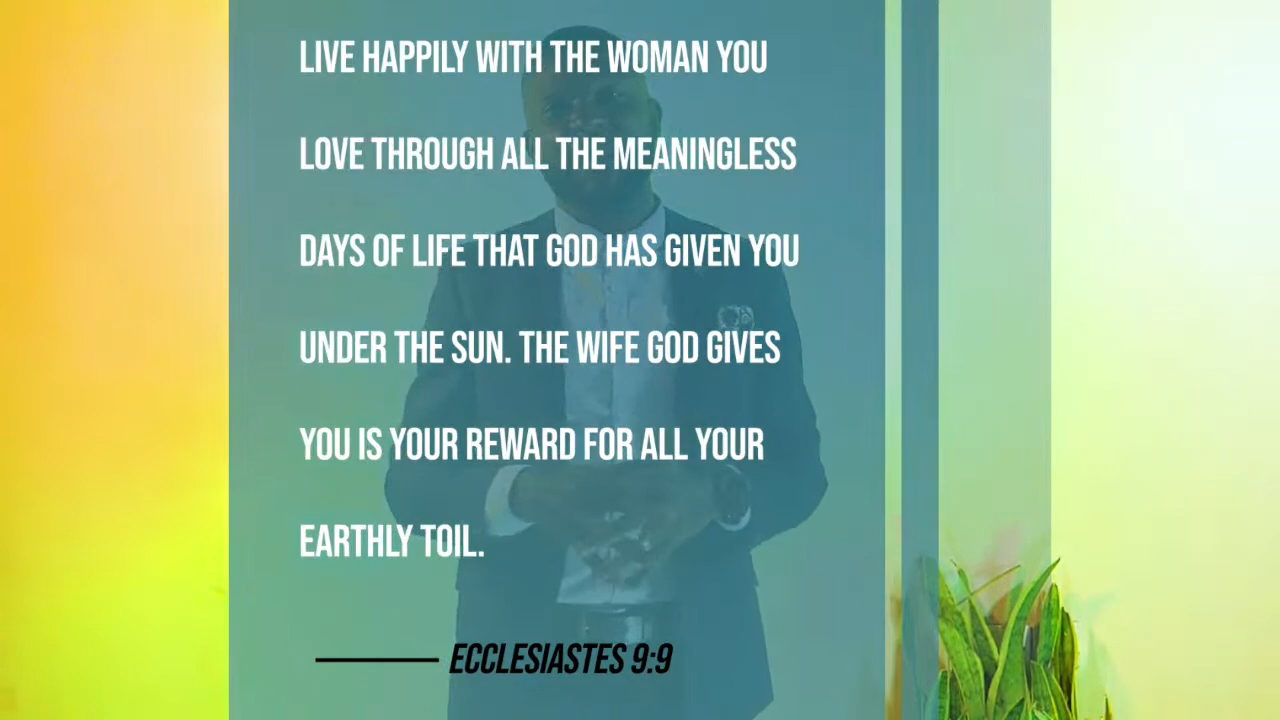 LIVE HAPPILY WITH THE WOMAN YOU
LOVE THROUGH ALL THE MEANINGLESS
DAYS OF LIFE THAT GOD HAS GIVEN YOU
UNDER THE SUN. THE WIFE GOD GIVES
YOU IS YOUR REWARD FOR ALL YOUR
EARTHLY TOIL.
ECCLESIASTES 9:9